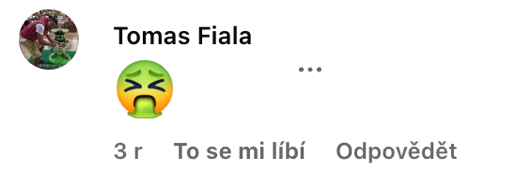 Tomas Fiala
🤮
3 r To se mi líbí Odpovědět